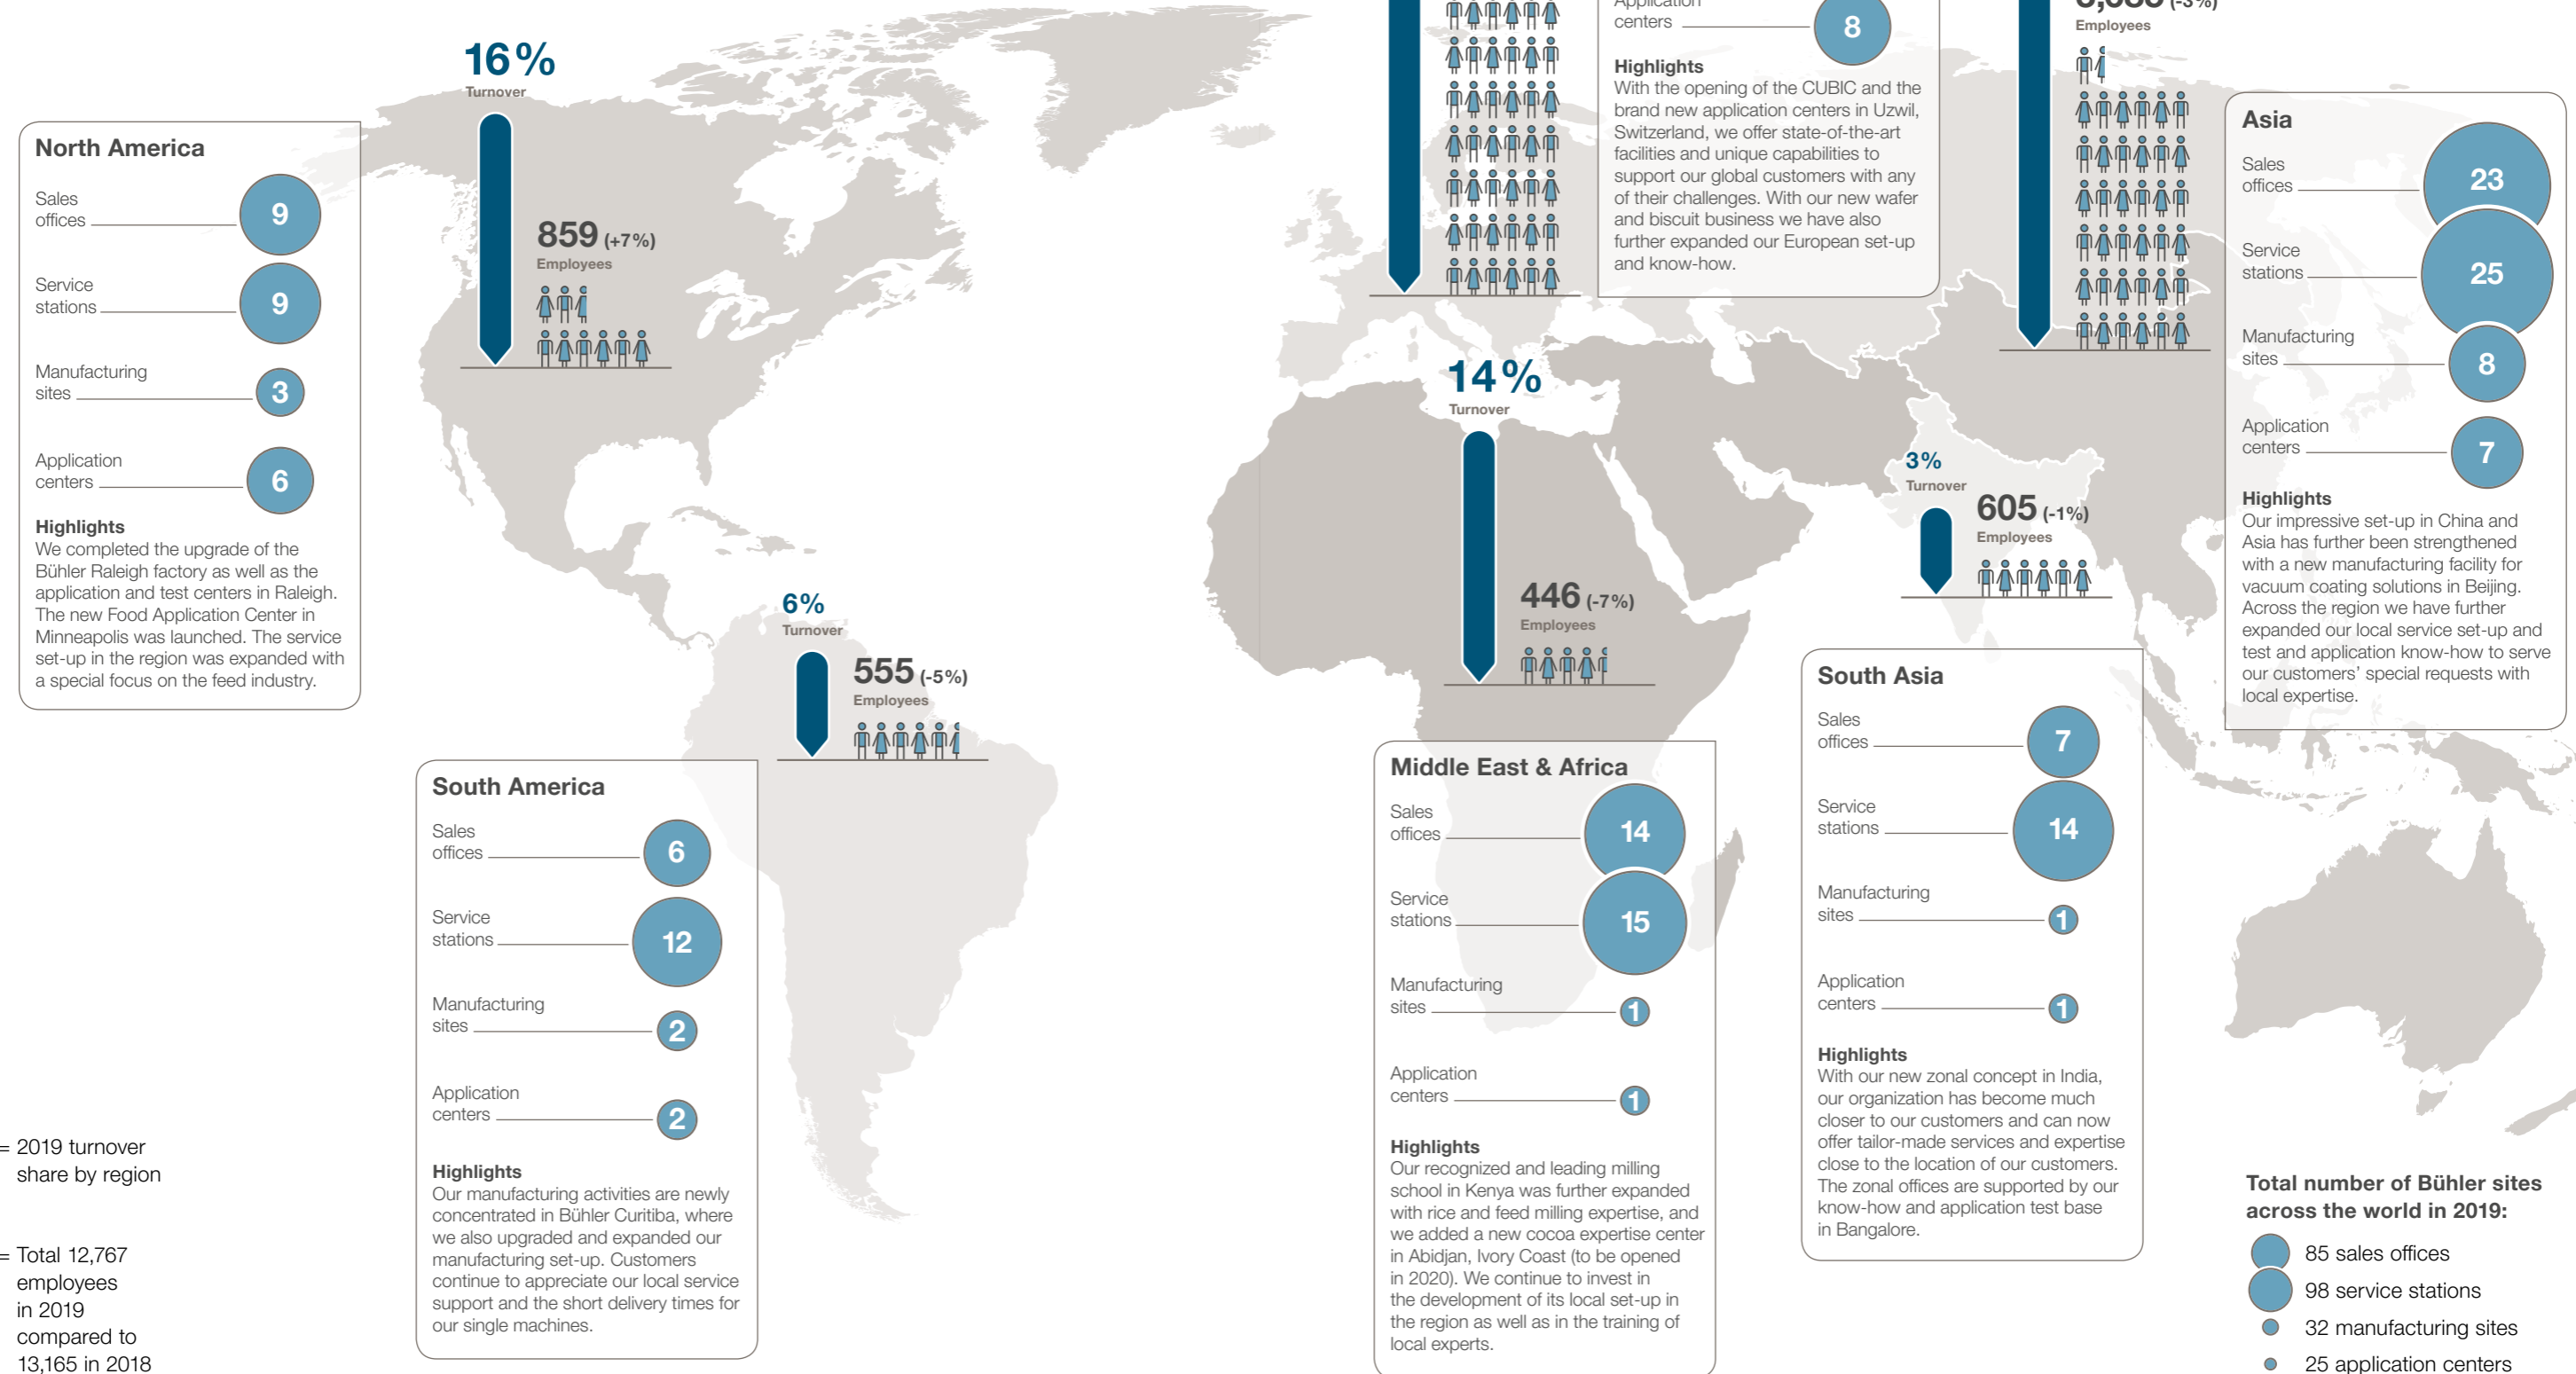 16%
Turnover
859 (+7%)
Employees
North America
Sales
offices
9
Service
stations
9
Manufacturing
sites
3
Application
centers
6
Highlights
We completed the upgrade of the
Bühler Raleigh factory as well as the
application and test centers in Raleigh.
The new Food Application Center in
Minneapolis was launched. The service
set-up in the region was expanded with
a special focus on the feed industry.
6%
Turnover
555 (-5%)
Employees
South America
Sales
offices
6
Service
stations
12
Manufacturing
sites
2
Application
centers
2
Highlights
Our manufacturing activities are newly
concentrated in Bühler Curitiba, where
we also upgraded and expanded our
manufacturing set-up. Customers
continue to appreciate our local service
support and the short delivery times for
our single machines.
= 2019 turnover
share by region
= Total 12,767
employees
in 2019
compared to
13,165 in 2018
Application
centers
8
Highlights
With the opening of the CUBIC and the
brand new application centers in Uzwil,
Switzerland, we offer state-of-the-art
facilities and unique capabilities to
support our global customers with any
of their challenges. With our new wafer
and biscuit business we have also
further expanded our European set-up
and know-how.
14%
Turnover
446 (-7%)
Employees
Middle East & Africa
Sales
offices
14
Service
stations
15
Manufacturing
sites
1
Application
centers
1
Highlights
Our recognized and leading milling
school in Kenya was further expanded
with rice and feed milling expertise, and
we added a new cocoa expertise center
in Abidjan, Ivory Coast (to be opened
in 2020). We continue to invest in
the development of its local set-up in
the region as well as in the training of
local experts.
3%
Turnover
605 (-1%)
Employees
South Asia
Sales
offices
7
Service
stations
14
Manufacturing
sites
1
Application
centers
1
Highlights
With our new zonal concept in India,
our organization has become much
closer to our customers and can now
offer tailor-made services and expertise
close to the location of our customers.
The zonal offices are supported by our
know-how and application test base
in Bangalore.
(-3%)
Employees
Asia
Sales
offices
23
Service
stations
25
Manufacturing
sites
8
Application
centers
7
Highlights
Our impressive set-up in China and
Asia has further been strengthened
with a new manufacturing facility for
vacuum coating solutions in Beijing.
Across the region we have further
expanded our local service set-up and
test and application know-how to serve
our customers' special requests with
local expertise.
Total number of Bühler sites
across the world in 2019:
85 sales offices
98 service stations
32 manufacturing sites
25 application centers